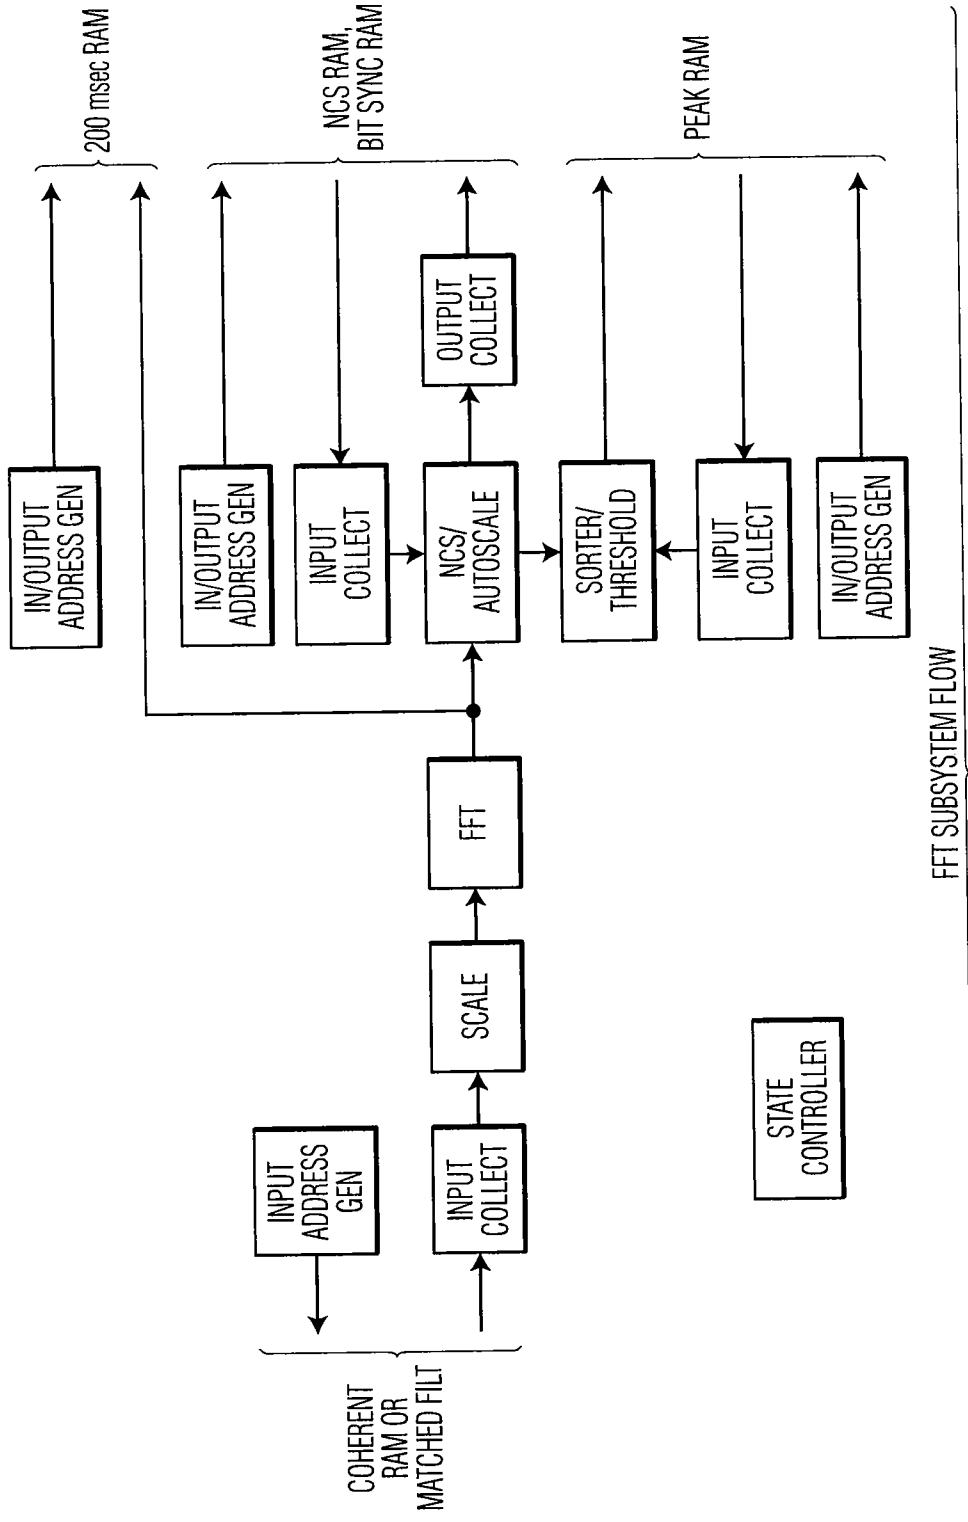 200 msec RAM
IN/OUTPUT
ADDRESS GEN
NCS RAM,
BIT SYNC RAM
IN/OUTPUT
ADDRESS GEN
INPUT
COLLECT
OUTPUT
COLLECT
NCS/
AUTOSCALE
SORTER/
THRESHOLD
PEAK RAM
INPUT
COLLECT
IN/OUTPUT
ADDRESS GEN
FFT
SCALE
INPUT
ADDRESS
GEN
INPUT
COLLECT
COHERENT
RAM OR
MATCHED FILT
STATE
CONTROLLER
FFT SUBSYSTEM FLOW